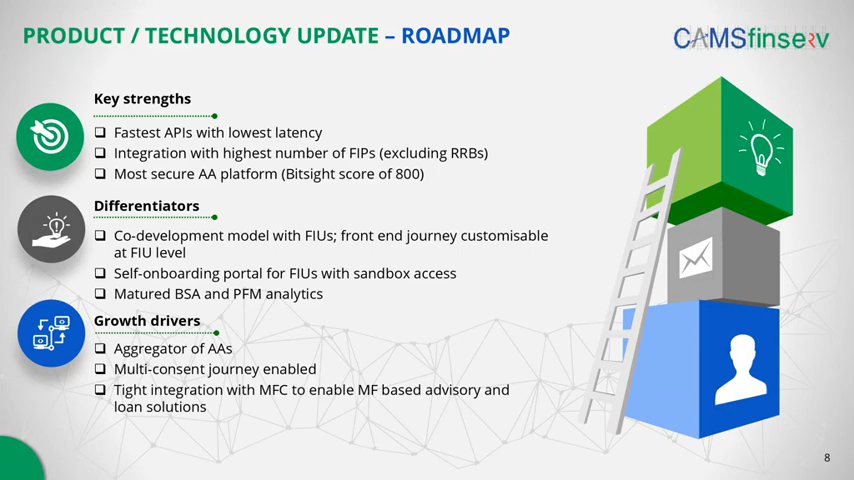 PRODUCT / TECHNOLOGY UPDATE – ROADMAP
CAMSfinserv
Key strengths
Fastest APIs with lowest latency
Integration with highest number of FIPs (excluding RRBs)
Most secure AA platform (Bitsight score of 800)
Differentiators
Co-development model with FIUs; front end journey customisable
at FIU level
Self-onboarding portal for FIUs with sandbox access
Matured BSA and PFM analytics
Growth drivers
Aggregator of AAs
Multi-consent journey enabled
Tight integration with MFC to enable MF based advisory and
loan solutions
8